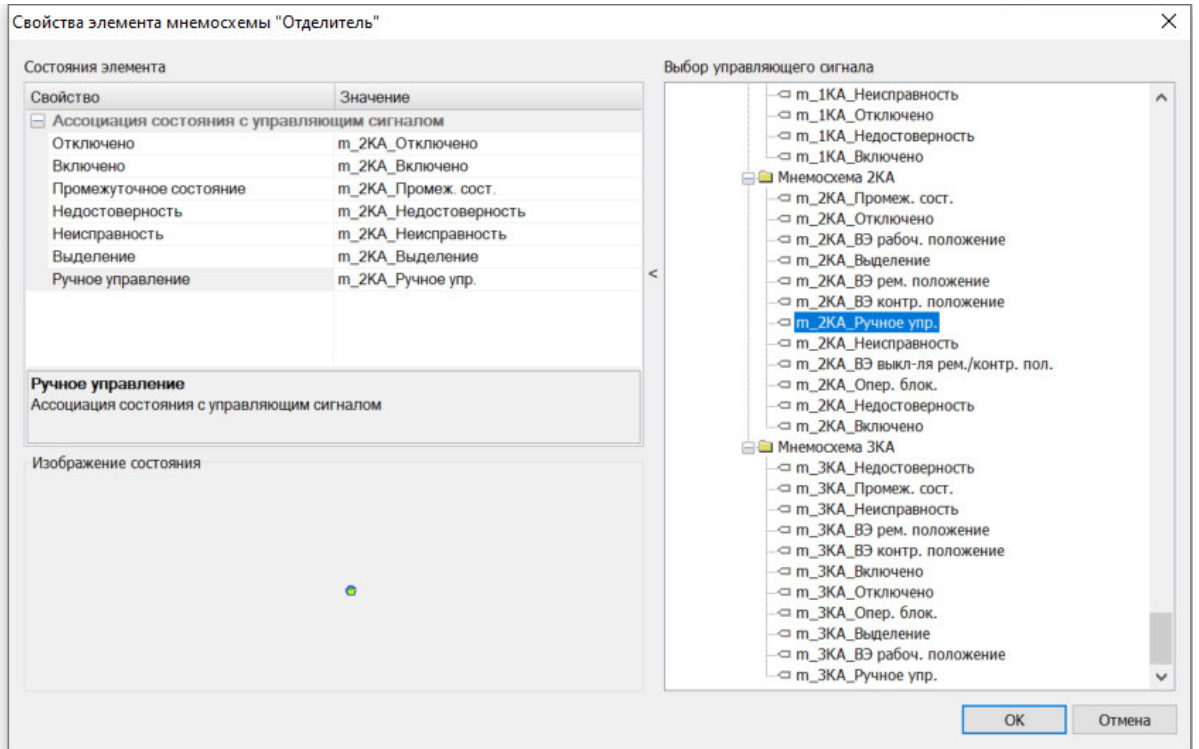 Свойства элемента мнемосхемы "Отделитель"
Состояния элемента
Свойство Значение
Ассоциация состояния с управляющим сигналом
Отключено m_2КА_Отключено
Включено m_2КА_Включено
Промежуточное состояние m_2КА_Промеж. сост.
Недостоверность m_2КА_Недостоверность
Неисправность m_2КА_Неисправность
Выделение m_2КА_Выделение
Ручное управление m_2КА_Ручное упр.
Ручное управление
Ассоциация состояния с управляющим сигналом
Изображение состояния
<
Выбор управляющего сигнала
m_1КА_Неисправность
m_1КА_Отключено
m_1КА_Недостоверность
m_1КА_Включено
Мнемосхема 2КА
m_2КА_Промеж. сост.
m_2КА_Отключено
m_2КА_ВЭ рабоч. положение
m_2КА_Выделение
m_2КА_ВЭ рем. положение
m_2КА_ВЭ контр. положение
m_2КА_Ручное упр.
m_2КА_Неисправность
m_2КА_ВЭ выкл-ля рем./контр. пол.
m_2КА_Опер. блок.
m_2КА_Недостоверность
m_2КА_Включено
Мнемосхема 3КА
m_3КА_Недостоверность
m_3КА_Промеж. сост.
m_3КА_Неисправность
m_3КА_ВЭ рем. положение
m_3КА_ВЭ контр. положение
m_3КА_Включено
m_3КА_Отключено
m_3КА_Опер. блок.
m_3КА_Выделение
m_3КА_ВЭ рабоч. положение
m_3КА_Ручное упр.
ОК Отмена